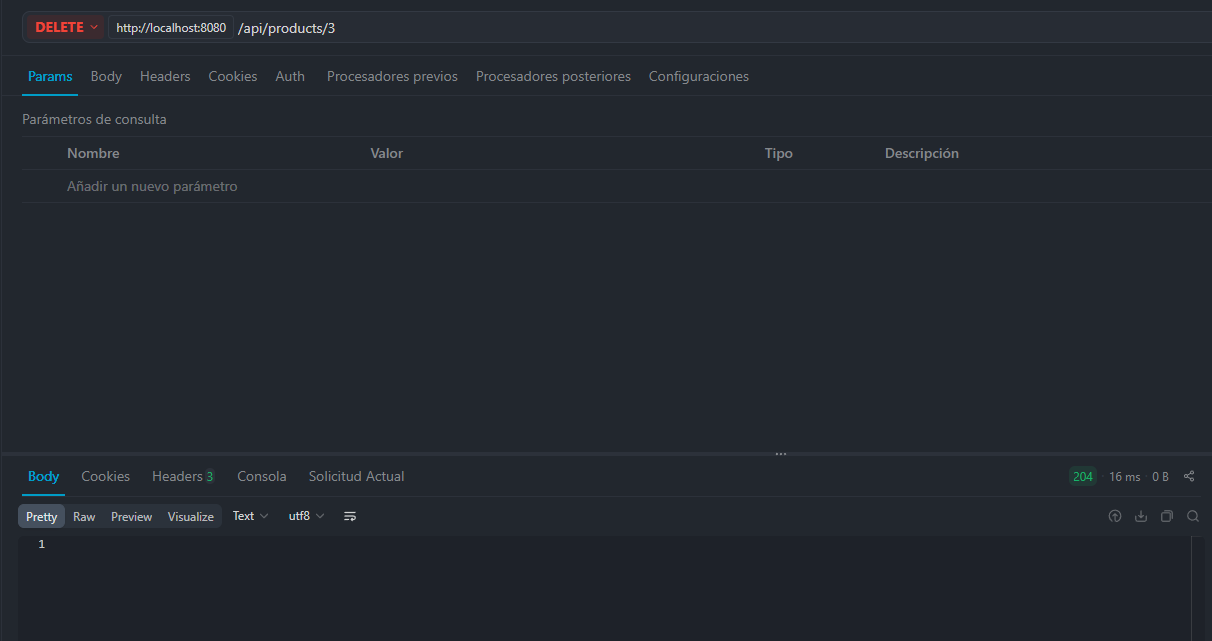 DELETE http://localhost:8080 /api/products/3
Params Body Headers Cookies Auth Procesadores previos Procesadores posteriores Configuraciones
Parámetros de consulta
Nombre Valor Tipo Descripción
Añadir un nuevo parámetro
Body Cookies Headers 3 Consola Solicitud Actual 204 · 16 ms · 0 B
Pretty Raw Preview Visualize Text utf8
1